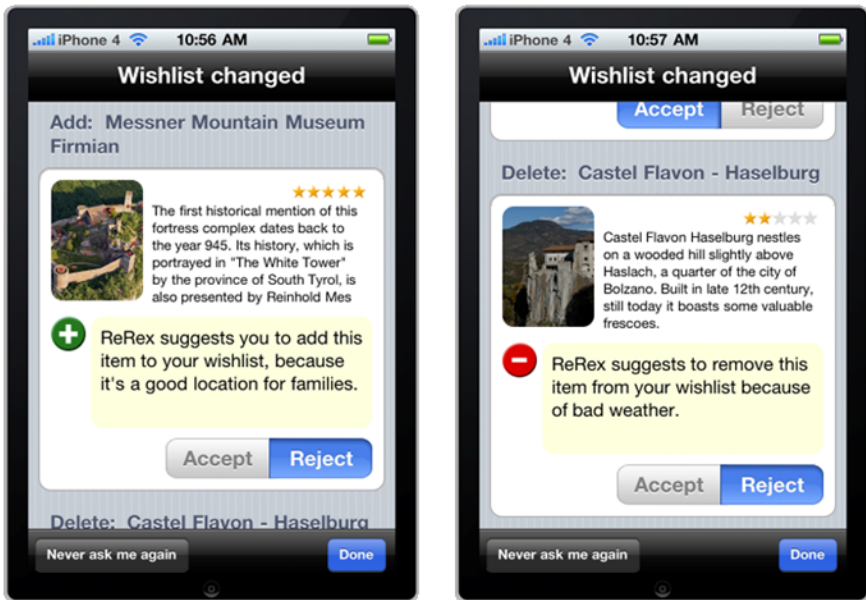 iPhone 4 10:56 AM
Wishlist changed
Add: Messner Mountain Museum
Firmian
The first historical mention of this
fortress complex dates back to
the year 945. Its history, which is
portrayed in "The White Tower"
by the province of South Tyrol, is
also presented by Reinhold Mes
ReRex suggests you to add this
item to your wishlist, because
it's a good location for families.
Accept Reject
Delete: Castel Flavon - Haselburg
Never ask me again Done
iPhone 4 10:57 AM
Wishlist changed
Accept Reject
Delete: Castel Flavon - Haselburg
Castel Flavon Haselburg nestles
on a wooded hill slightly above
Haslach, a quarter of the city of
Bolzano. Built in late 12th century,
still today it boasts some valuable
frescoes.
ReRex suggests to remove this
item from your wishlist because
of bad weather.
Accept Reject
Never ask me again Done